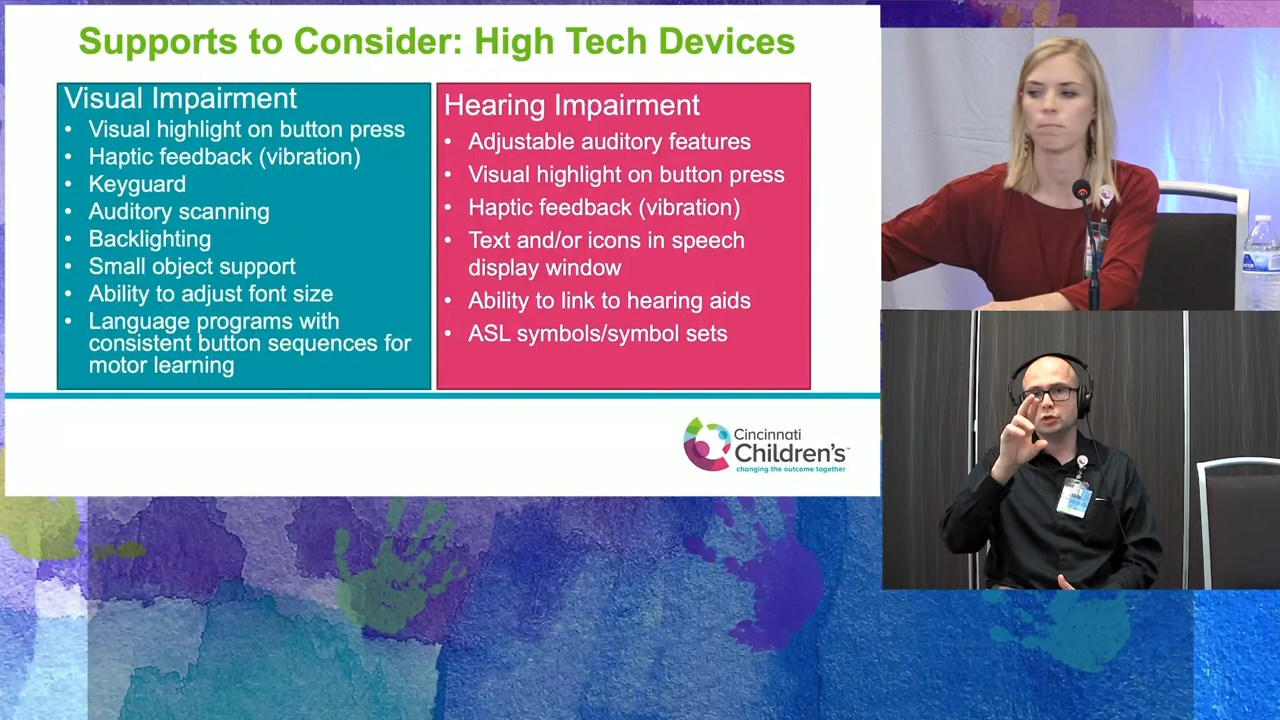 Supports to Consider: High Tech Devices
Visual Impairment
• Visual highlight on button press
• Haptic feedback (vibration)
• Keyguard
• Auditory scanning
• Backlighting
• Small object support
• Ability to adjust font size
• Language programs with
consistent button sequences for
motor learning
Hearing Impairment
• Adjustable auditory features
• Visual highlight on button press
• Haptic feedback (vibration)
• Text and/or icons in speech
display window
• Ability to link to hearing aids
• ASL symbols/symbol sets
Cincinnati
Children's™
changing the outcome together